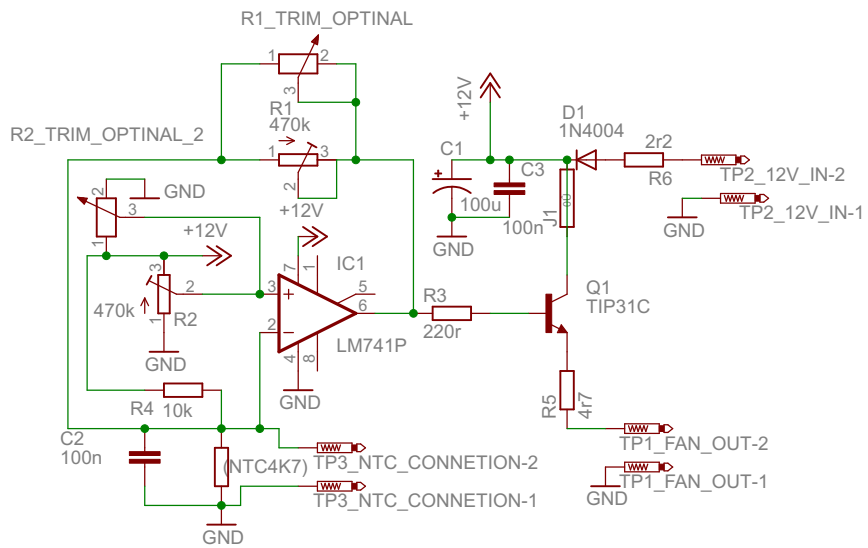 R1_TRIM_OPTINAL
1
2
3
R1
470k
1
3
2
R2_TRIM_OPTINAL_2
2
GND
3
1
+12V
3
2
470k
1
R2
GND
+12V
7
1
IC1
3
+
5
6
2
-
4
8
LM741P
GND
R3
220r
+12V
C1
C3
100u
100n
GND
J1
D1
1N4004
2r2
R6
TP2_12V_IN-2
TP2_12V_IN-1
GND
Q1
TIP31C
R5
4r7
TP1_FAN_OUT-2
TP1_FAN_OUT-1
GND
R4
10k
C2
100n
(NTC4K7)
TP3_NTC_CONNETION-2
TP3_NTC_CONNETION-1
GND